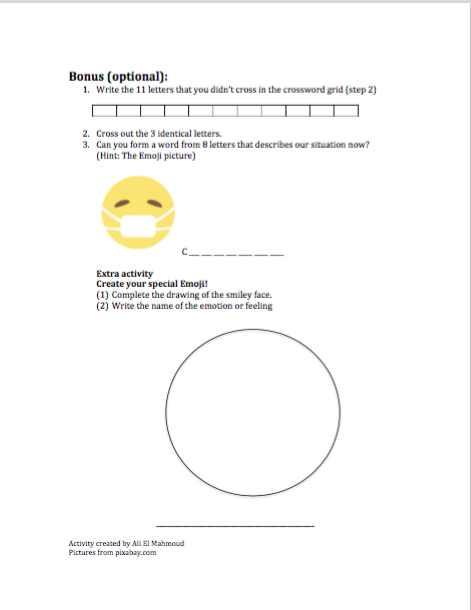 Bonus (optional):
1. Write the 11 letters that you didn't cross in the crossword grid (step 2)
2. Cross out the 3 identical letters.
3. Can you form a word from 8 letters that describes our situation now?
(Hint: The Emoji picture)
C_ _ _ _ _ _ _
Extra activity
Create your special Emoji!
(1) Complete the drawing of the smiley face.
(2) Write the name of the emotion or feeling
Activity created by Ali El Mahmoud
Pictures from pixabay.com